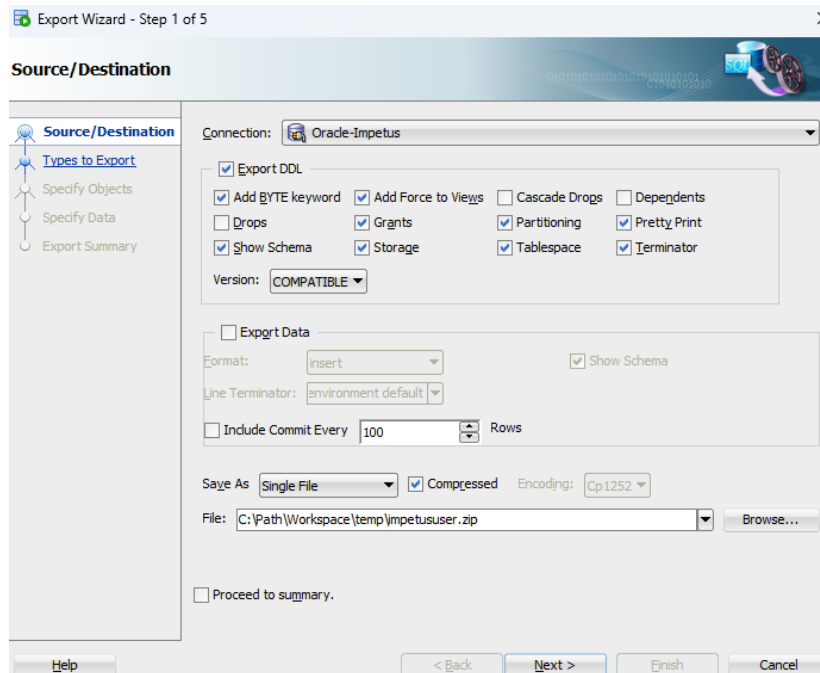 Export Wizard - Step 1 of 5
Source/Destination
Source/Destination
Types to Export
Specify Objects
Specify Data
Export Summary
Connection: Oracle-Impetus
Export DDL
Add BYTE keyword Add Force to Views Cascade Drops Dependents
Drops Grants Partitioning Pretty Print
Show Schema Storage Tablespace Terminator
Version: COMPATIBLE
Export Data
Format: insert Show Schema
Line Terminator: environment default
Include Commit Every 100 Rows
Save As Single File Compressed Encoding: Cp1252
File: C:\Path\Workspace\temp\impetususer.zip Browse...
Proceed to summary.
Help < Back Next > Finish Cancel